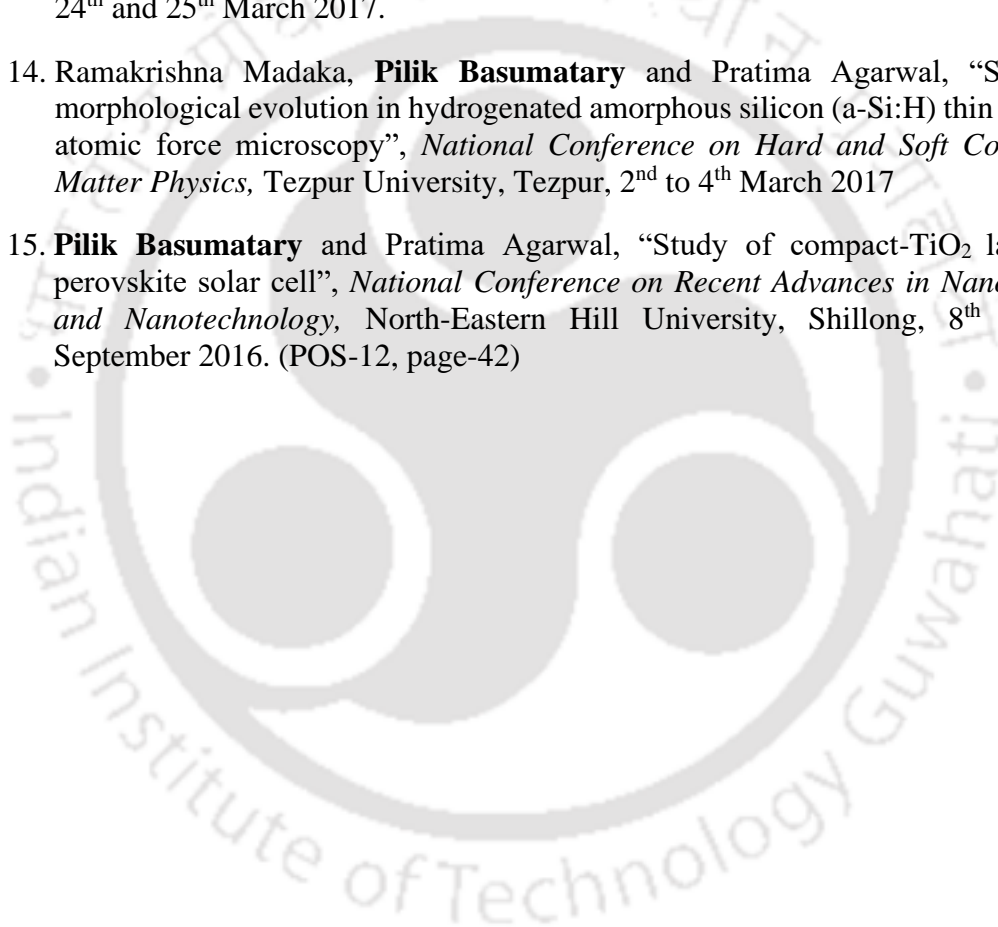 24th and 25th March 2017.
14. Ramakrishna Madaka, Pilik Basumatary and Pratima Agarwal, “S
morphological evolution in hydrogenated amorphous silicon (a-Si:H) thin
atomic force microscopy”, National Conference on Hard and Soft Co
Matter Physics, Tezpur University, Tezpur, 2nd to 4th March 2017
15. Pilik Basumatary and Pratima Agarwal, “Study of compact-TiO2 la
perovskite solar cell”, National Conference on Recent Advances in Nano
and Nanotechnology, North-Eastern Hill University, Shillong, 8th
September 2016. (POS-12, page-42)
Indian Institute of Technology Guwahati